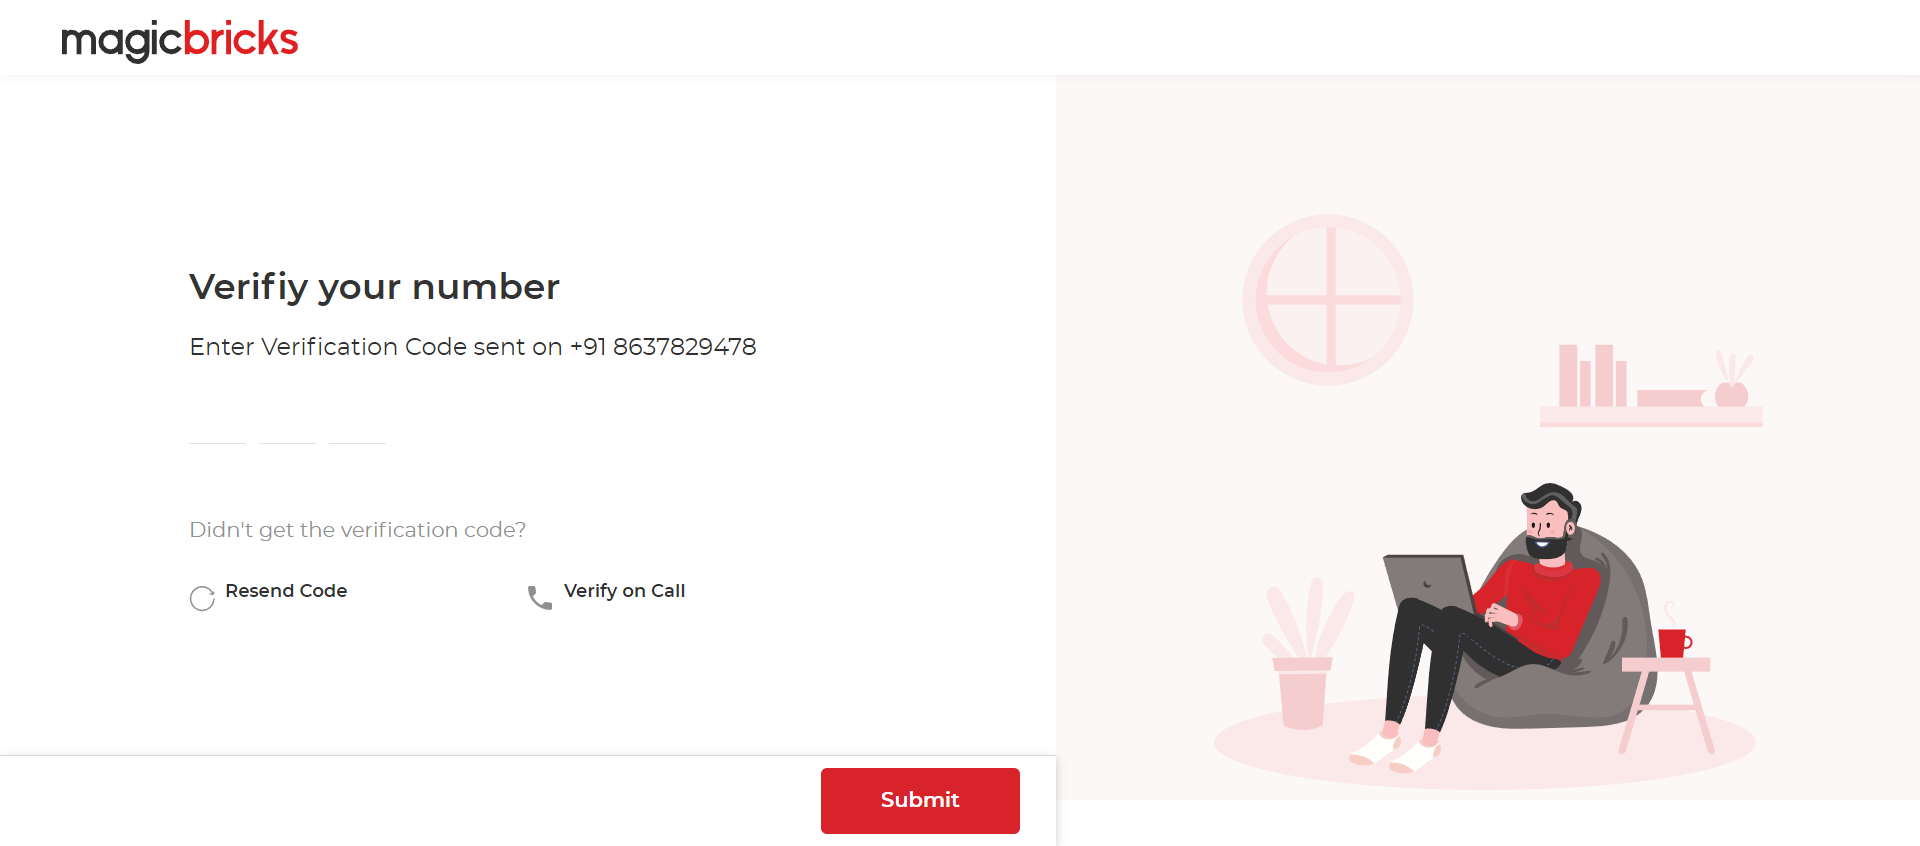 magicbricks
Verifiy your number
Enter Verification Code sent on +91 8637829478
Didn't get the verification code?
Resend Code
Verify on Call
Submit